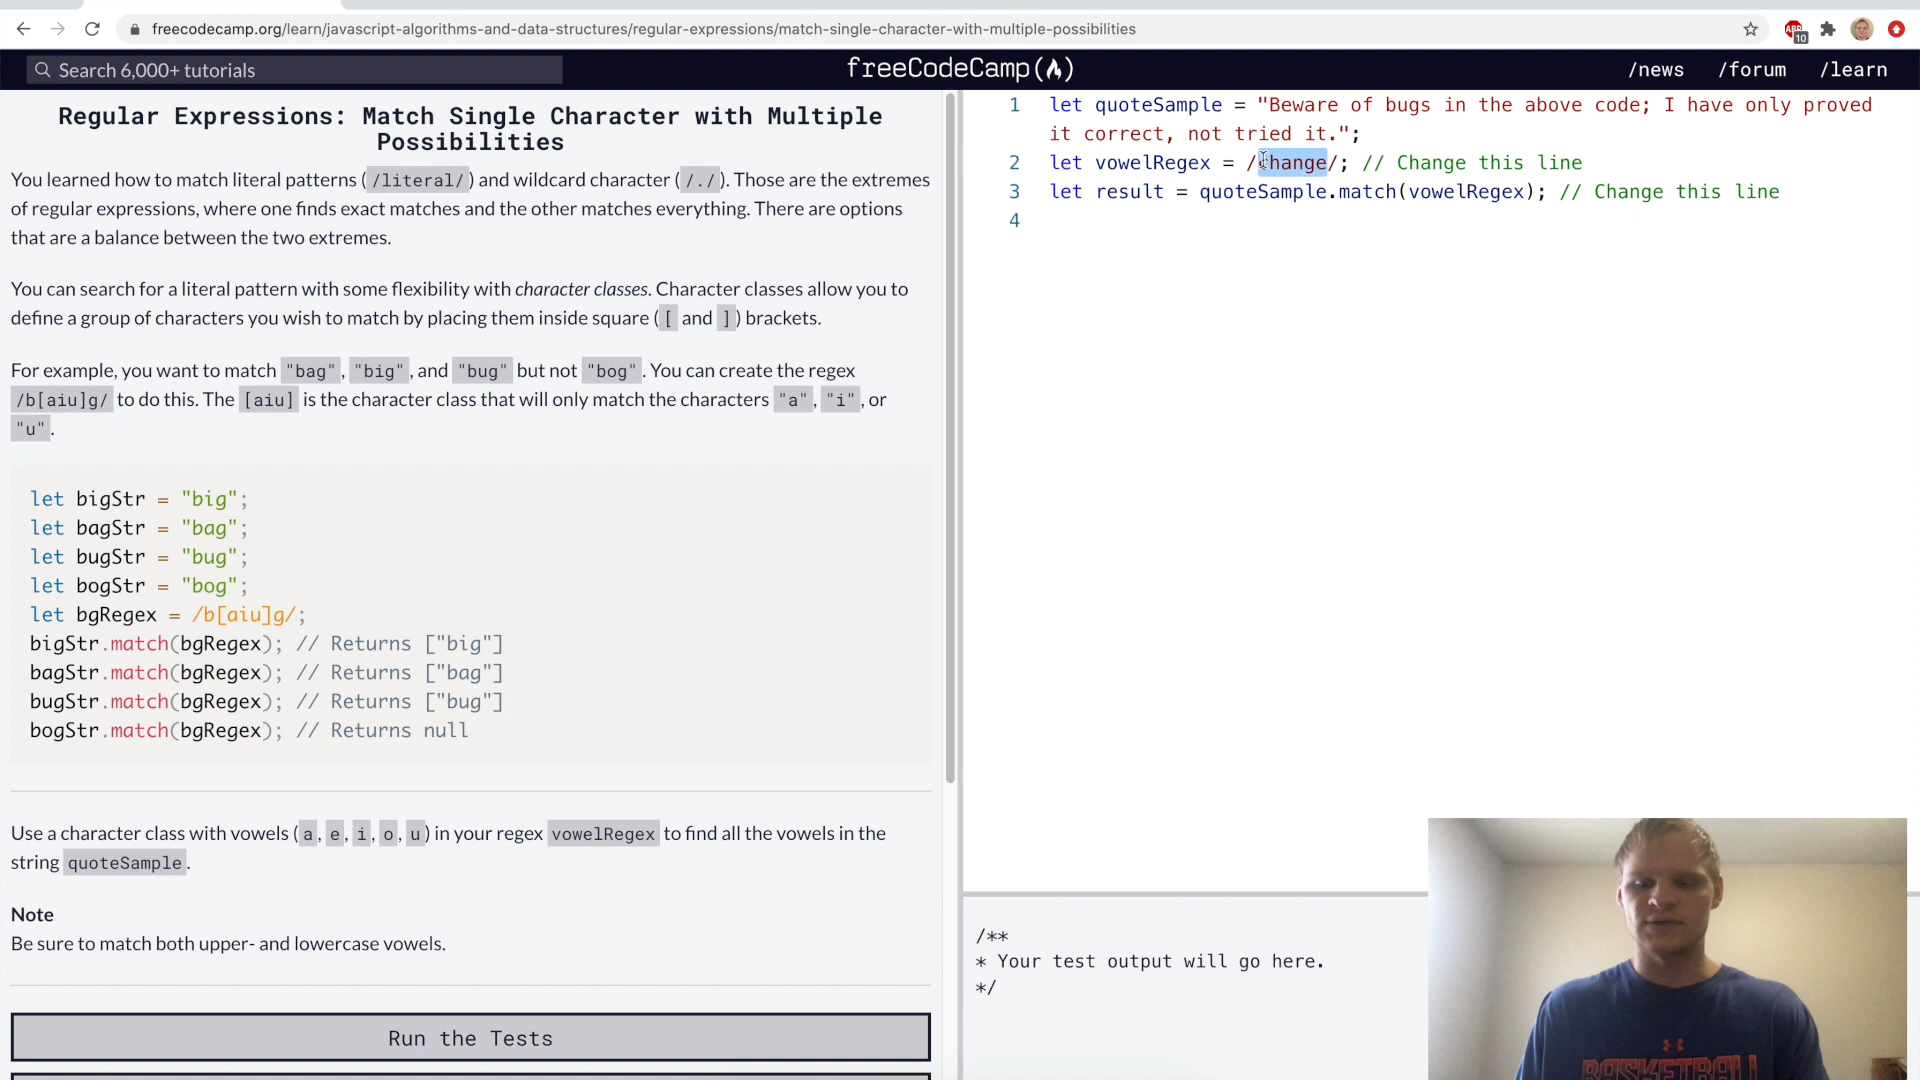 freecodecamp.org/learn/javascript-algorithms-and-data-structures/regular-expressions/match-single-character-with-multiple-possibilities
ABP
10
Search 6,000+ tutorials
freeCodeCamp
/news
/forum
/learn
Regular Expressions: Match Single Character with Multiple
Possibilities
You learned how to match literal patterns (/literal/) and wildcard character (/./). Those are the extremes
of regular expressions, where one finds exact matches and the other matches everything. There are options
that are a balance between the two extremes.
You can search for a literal pattern with some flexibility with character classes. Character classes allow you to
define a group of characters you wish to match by placing them inside square ([ and ]) brackets.
For example, you want to match "bag", "big", and "bug" but not "bog". You can create the regex
/b[aiu]g/ to do this. The [aiu] is the character class that will only match the characters "a", "i", or
"u".
let bigStr = "big";
let bagStr = "bag";
let bugStr = "bug";
let bogStr = "bog";
let bgRegex = /b[aiu]g/;
bigStr.match(bgRegex); // Returns ["big"]
bagStr.match(bgRegex); // Returns ["bag"]
bugStr.match(bgRegex); // Returns ["bug"]
bogStr.match(bgRegex); // Returns null
Use a character class with vowels (a, e, i, o, u) in your regex vowelRegex to find all the vowels in the
string quoteSample.
Note
Be sure to match both upper- and lowercase vowels.
Run the Tests
1 let quoteSample = "Beware of bugs in the above code; I have only proved
it correct, not tried it.";
2 let vowelRegex = /change/; // Change this line
3 let result = quoteSample.match(vowelRegex); // Change this line
4
/**
* Your test output will go here.
*/
BASKETBALL